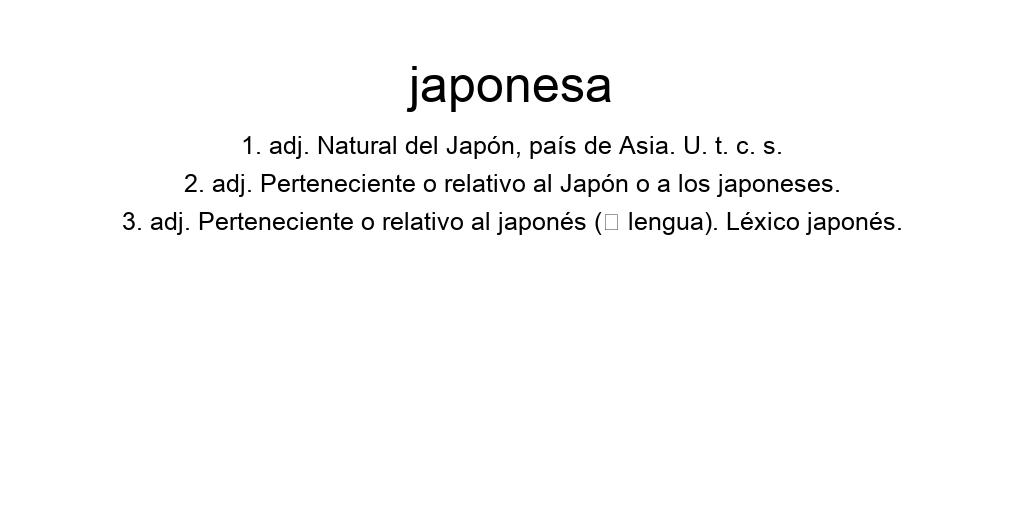 japonesa
1. adj. Natural del Japón, país de Asia. U. t. c. s.
2. adj. Perteneciente o relativo al Japón o a los japoneses.
3. adj. Perteneciente o relativo al japonés (□ lengua). Léxico japonés.